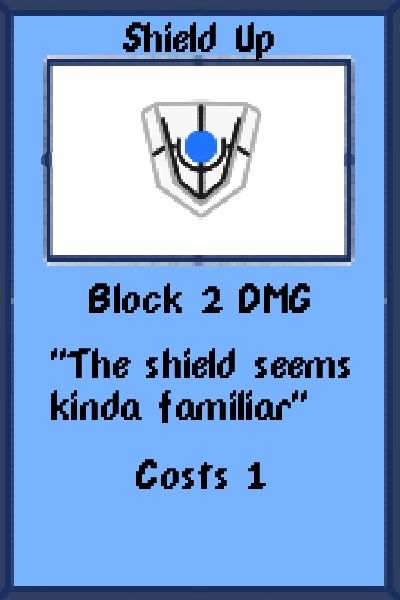 Shield Up
Block 2 DMG
"The shield seems
kinda familiar"
Costs 1